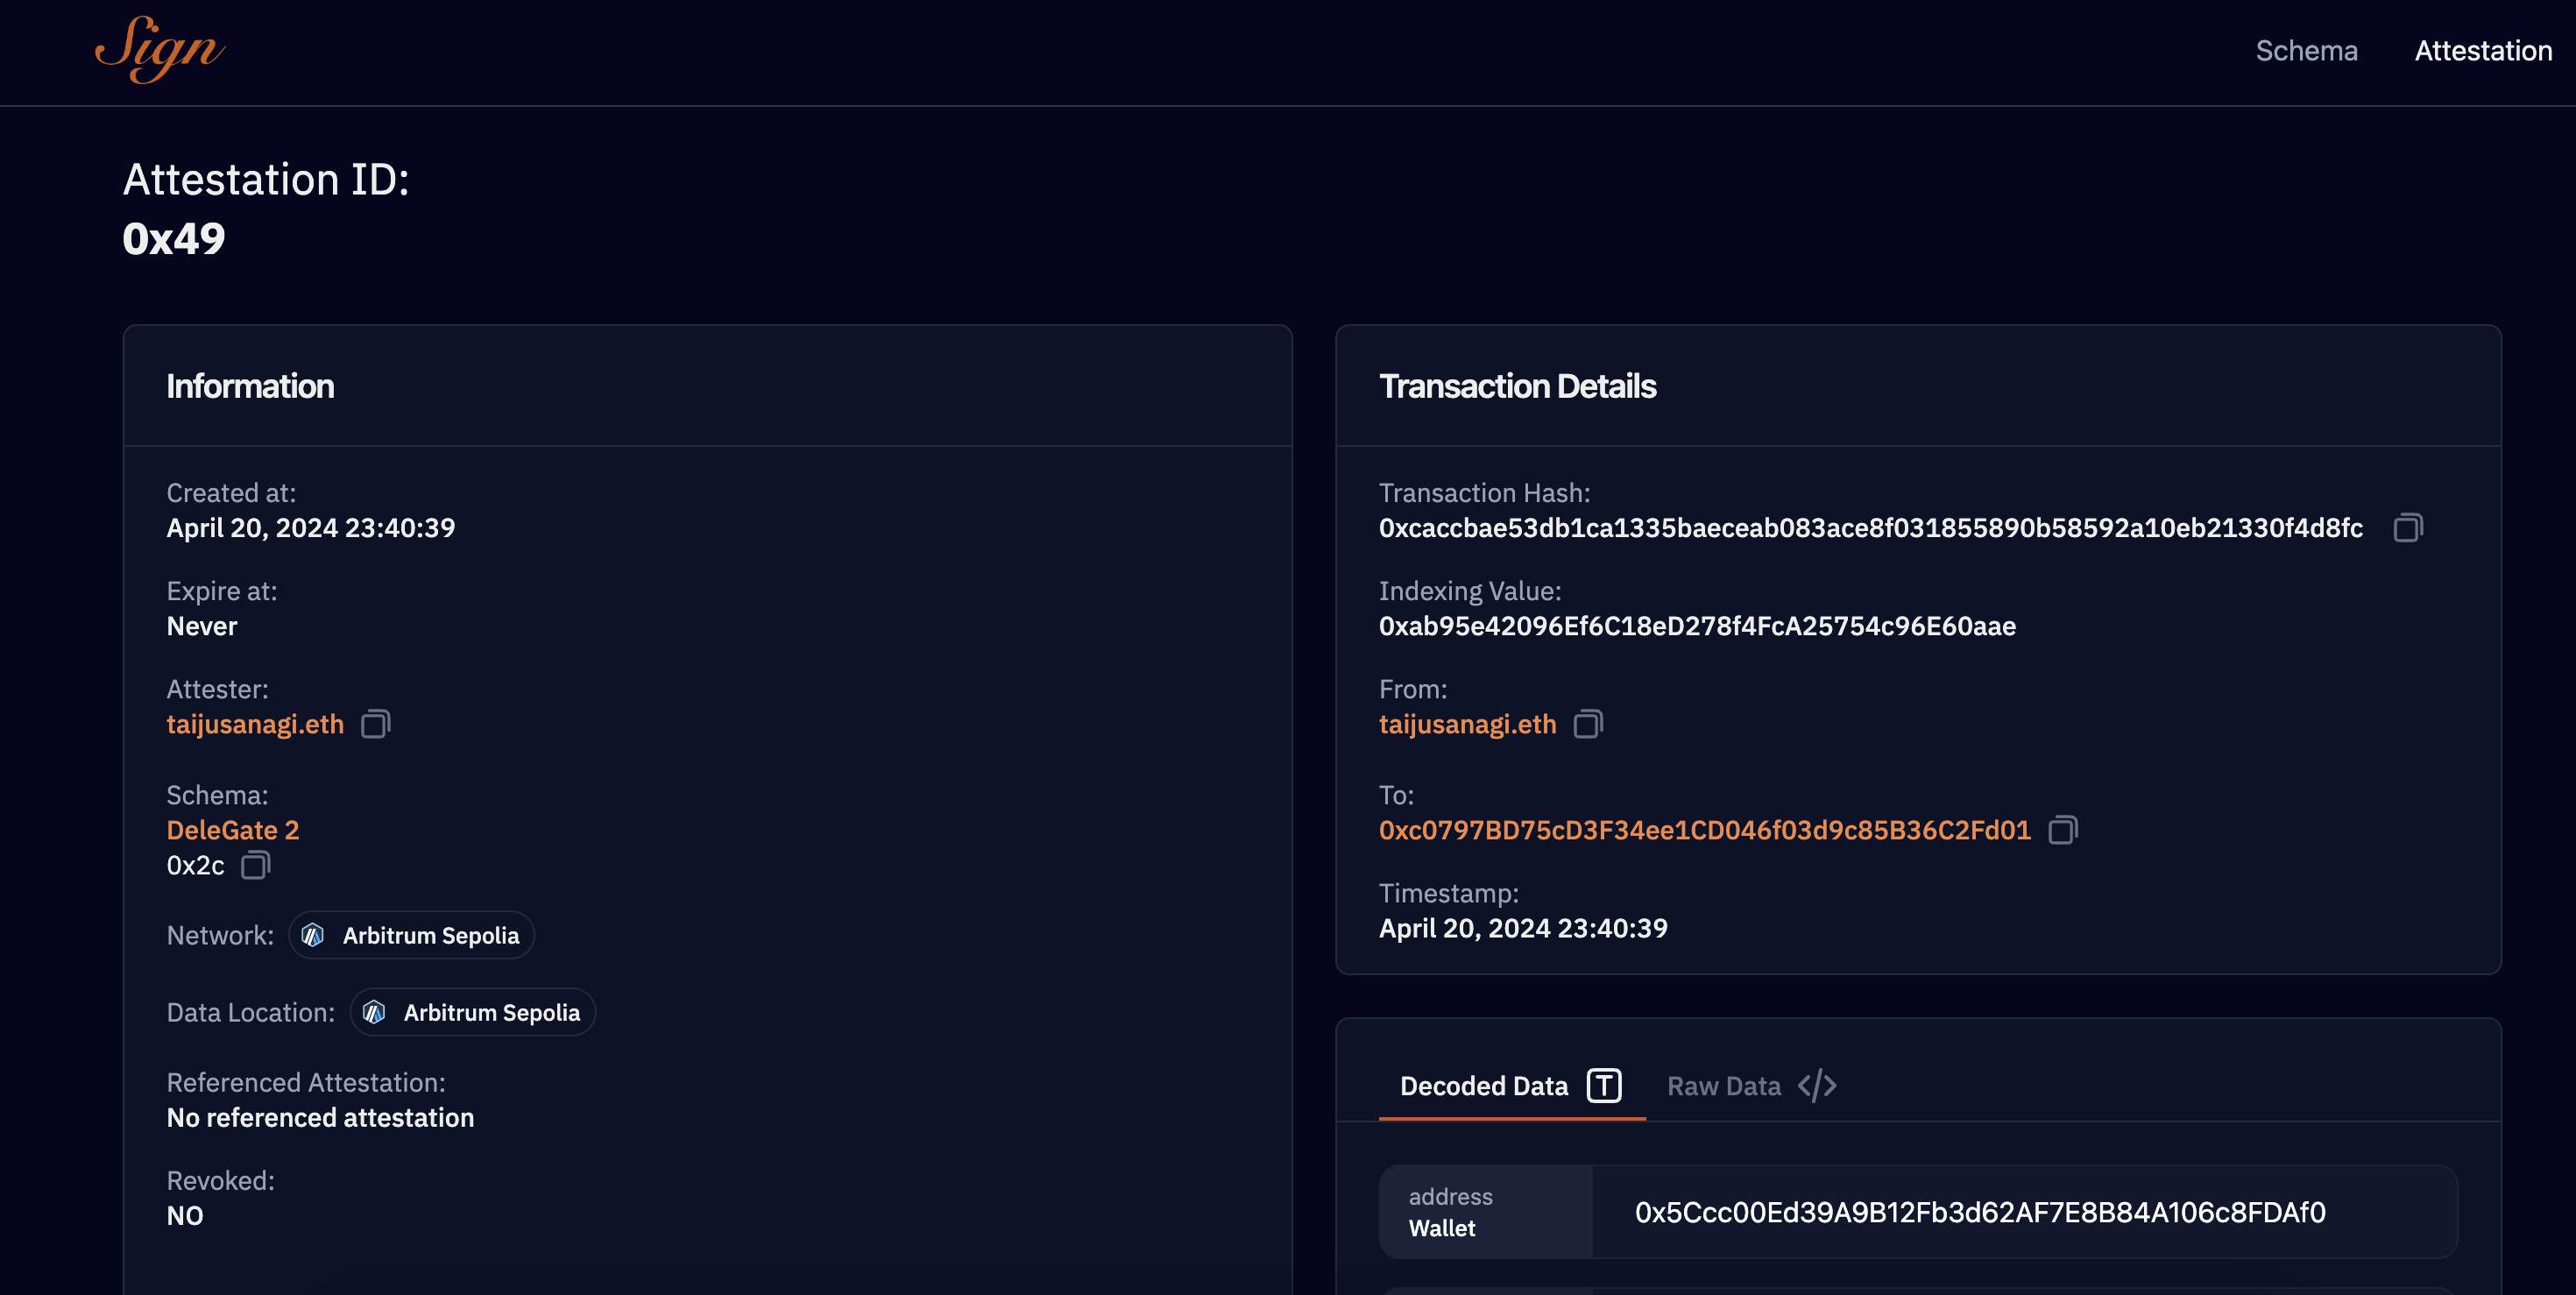 Sign
Schema
Attestation
Attestation ID:
0x49
Information
Created at:
April 20, 2024 23:40:39
Expire at:
Never
Attester:
taijusanagi.eth
Schema:
DeleGate 2
0x2c
Network: Arbitrum Sepolia
Data Location: Arbitrum Sepolia
Referenced Attestation:
No referenced attestation
Revoked:
NO
Transaction Details
Transaction Hash:
0xcaccbae53db1ca1335baeceab083ace8f031855890b58592a10eb21330f4d8fc
Indexing Value:
0xab95e42096Ef6C18eD278f4FcA25754c96E60aae
From:
taijusanagi.eth
To:
0xc0797BD75cD3F34ee1CD046f03d9c85B36C2Fd01
Timestamp:
April 20, 2024 23:40:39
Decoded Data
Raw Data
address
Wallet
0x5Ccc00Ed39A9B12Fb3d62AF7E8B84A106c8FDAf0